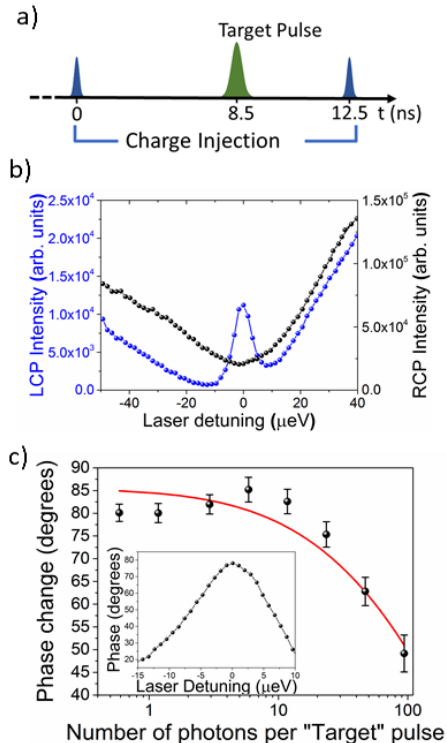 a)
Target Pulse
0
8.5
12.5
t (ns)
Charge Injection
b)
LCP Intensity (arb. units)
2.5x10⁴
2.0x10⁴
1.5x10⁴
1.0x10⁴
5.0x10³
0.0
RCP Intensity (arb. units)
1.5x10⁵
1.0x10⁵
5.0x10⁴
0.0
-40 -20 0 20 40
Laser detuning (μeV)
c)
Phase change (degrees)
95
90
85
80
75
70
65
60
55
50
45
40
Phase (degrees)
80
70
60
50
40
30
20
-15 -10 -5 0 5 10
Laser Detuning (μeV)
1 10 100
Number of photons per "Target" pulse